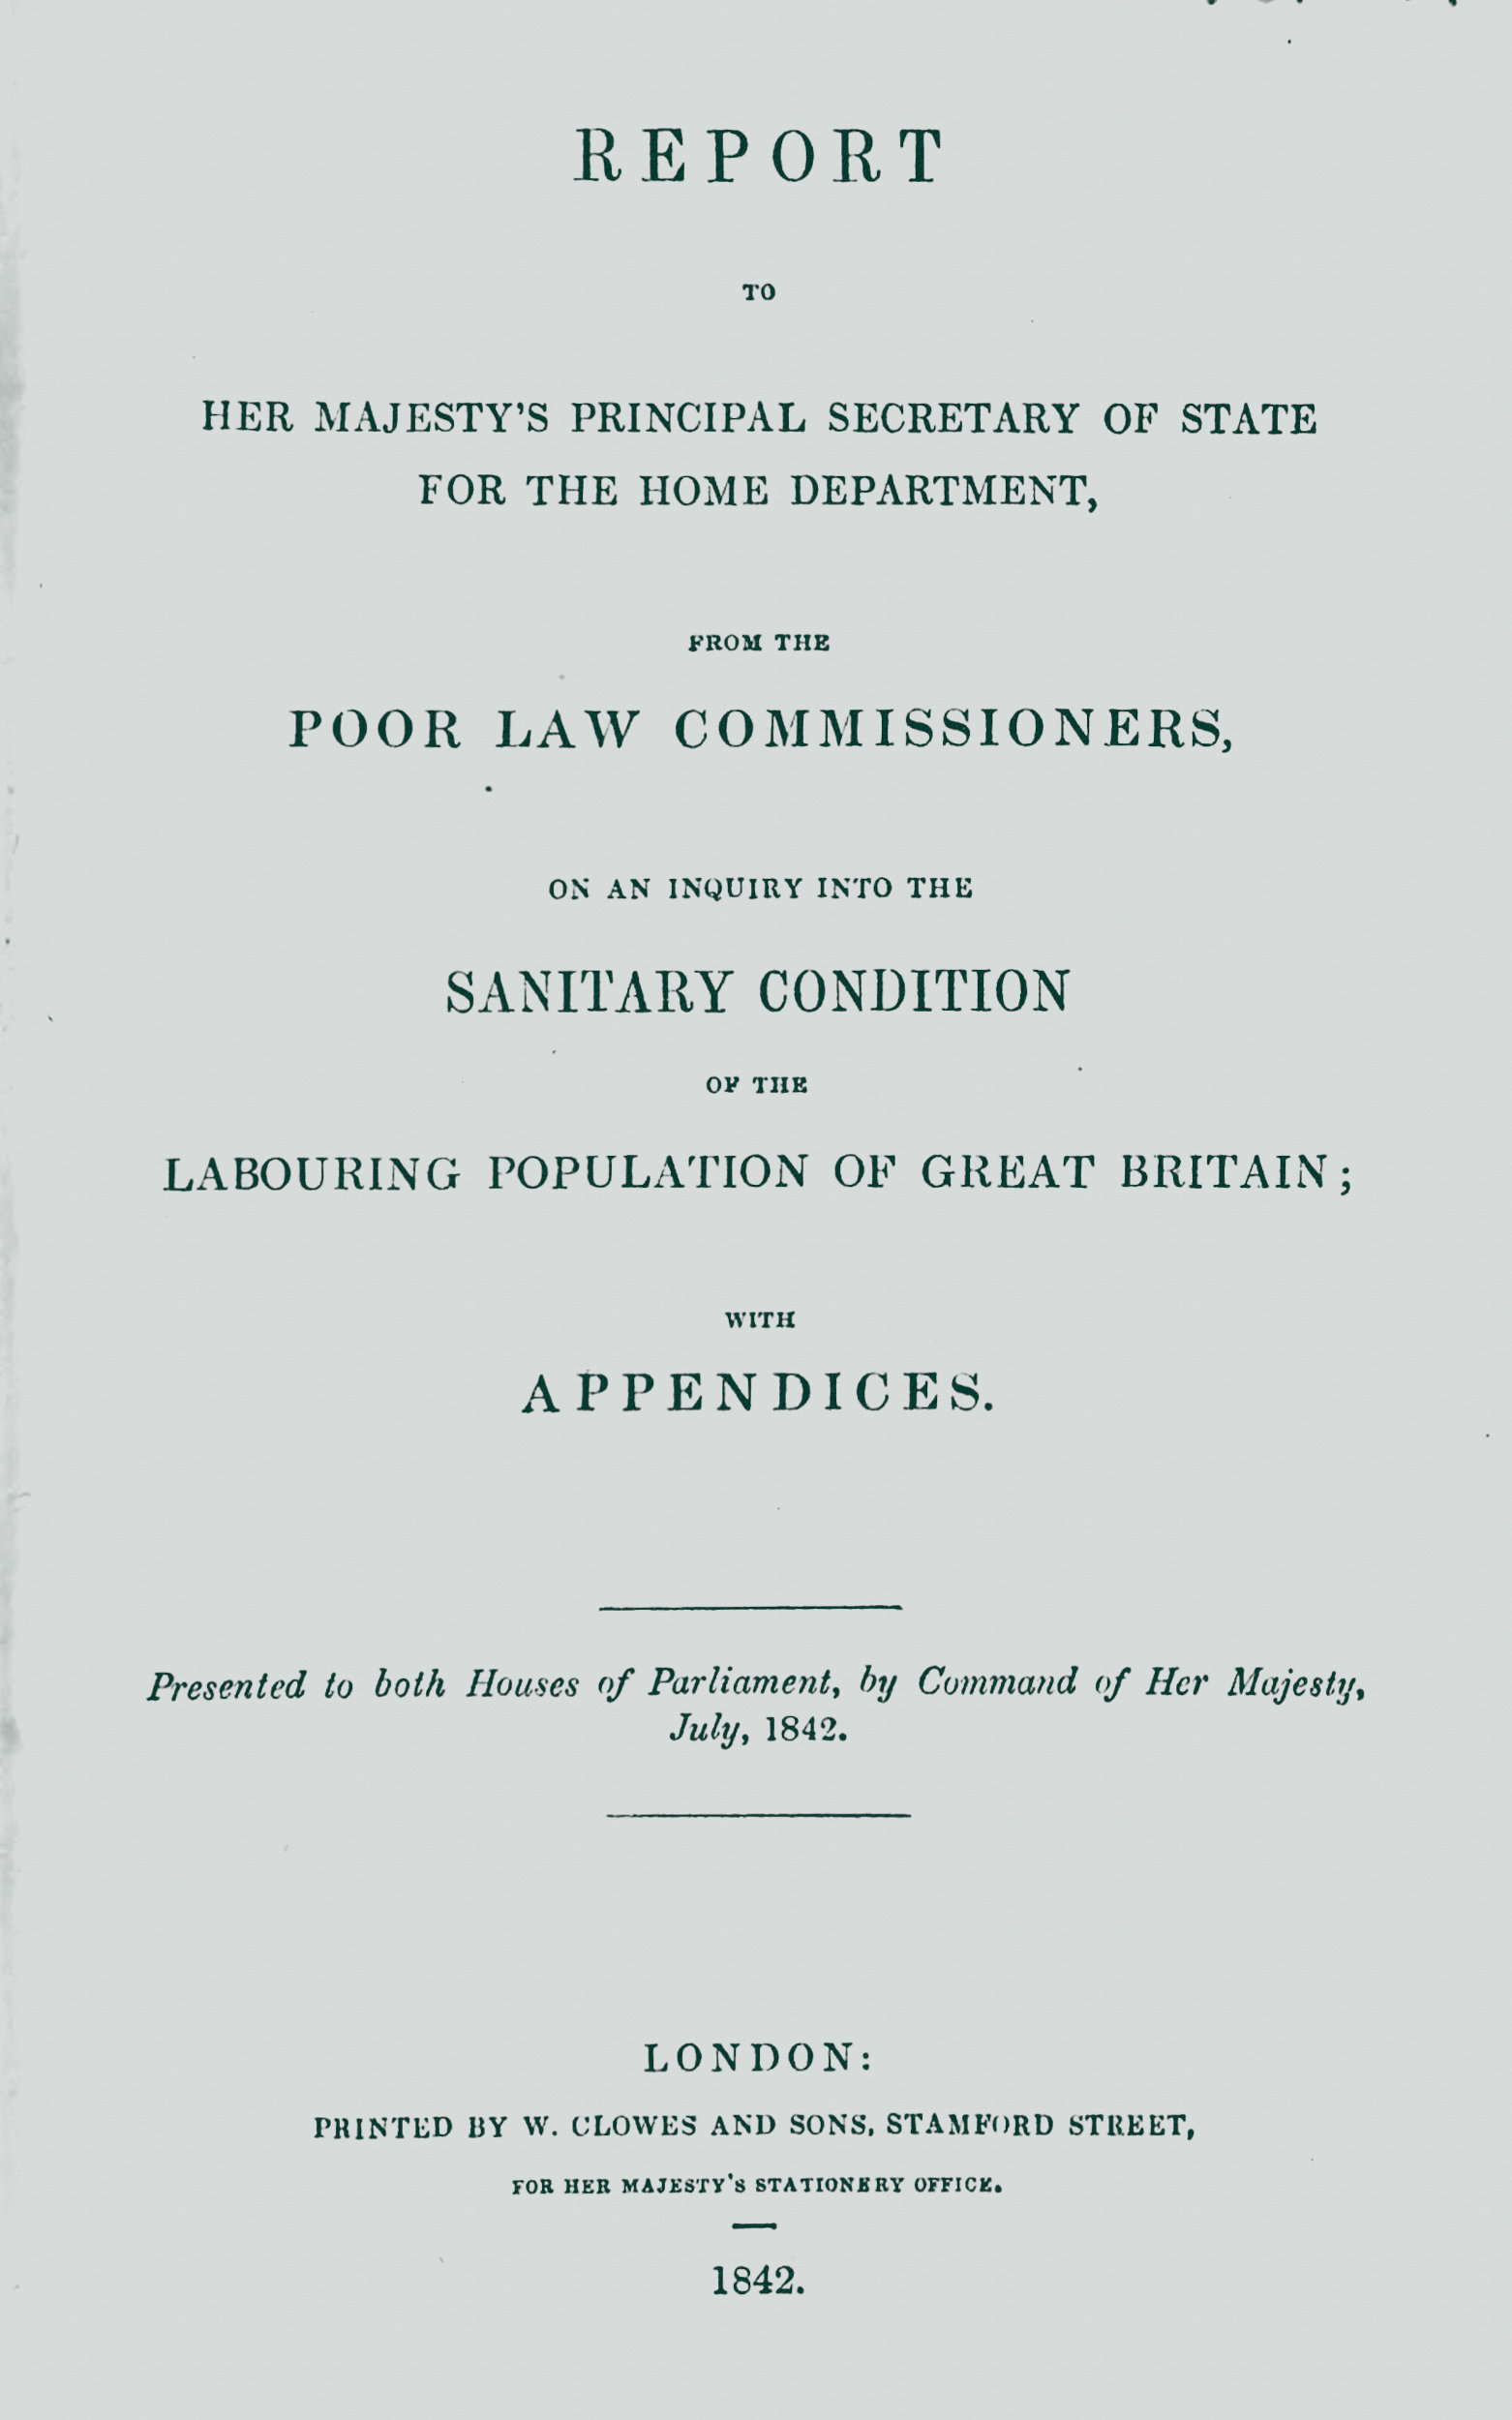 REPORT
TO
HER MAJESTY'S PRINCIPAL SECRETARY OF STATE
FOR THE HOME DEPARTMENT,
FROM THE
POOR LAW COMMISSIONERS,
ON AN INQUIRY INTO THE
SANITARY CONDITION
OF THE
LABOURING POPULATION OF GREAT BRITAIN;
WITH
APPENDICES.
Presented to both Houses of Parliament, by Command of Her Majesty,
July, 1842.
LONDON:
PRINTED BY W. CLOWES AND SONS, STAMFORD STREET,
FOR HER MAJESTY'S STATIONERY OFFICE.
1842.